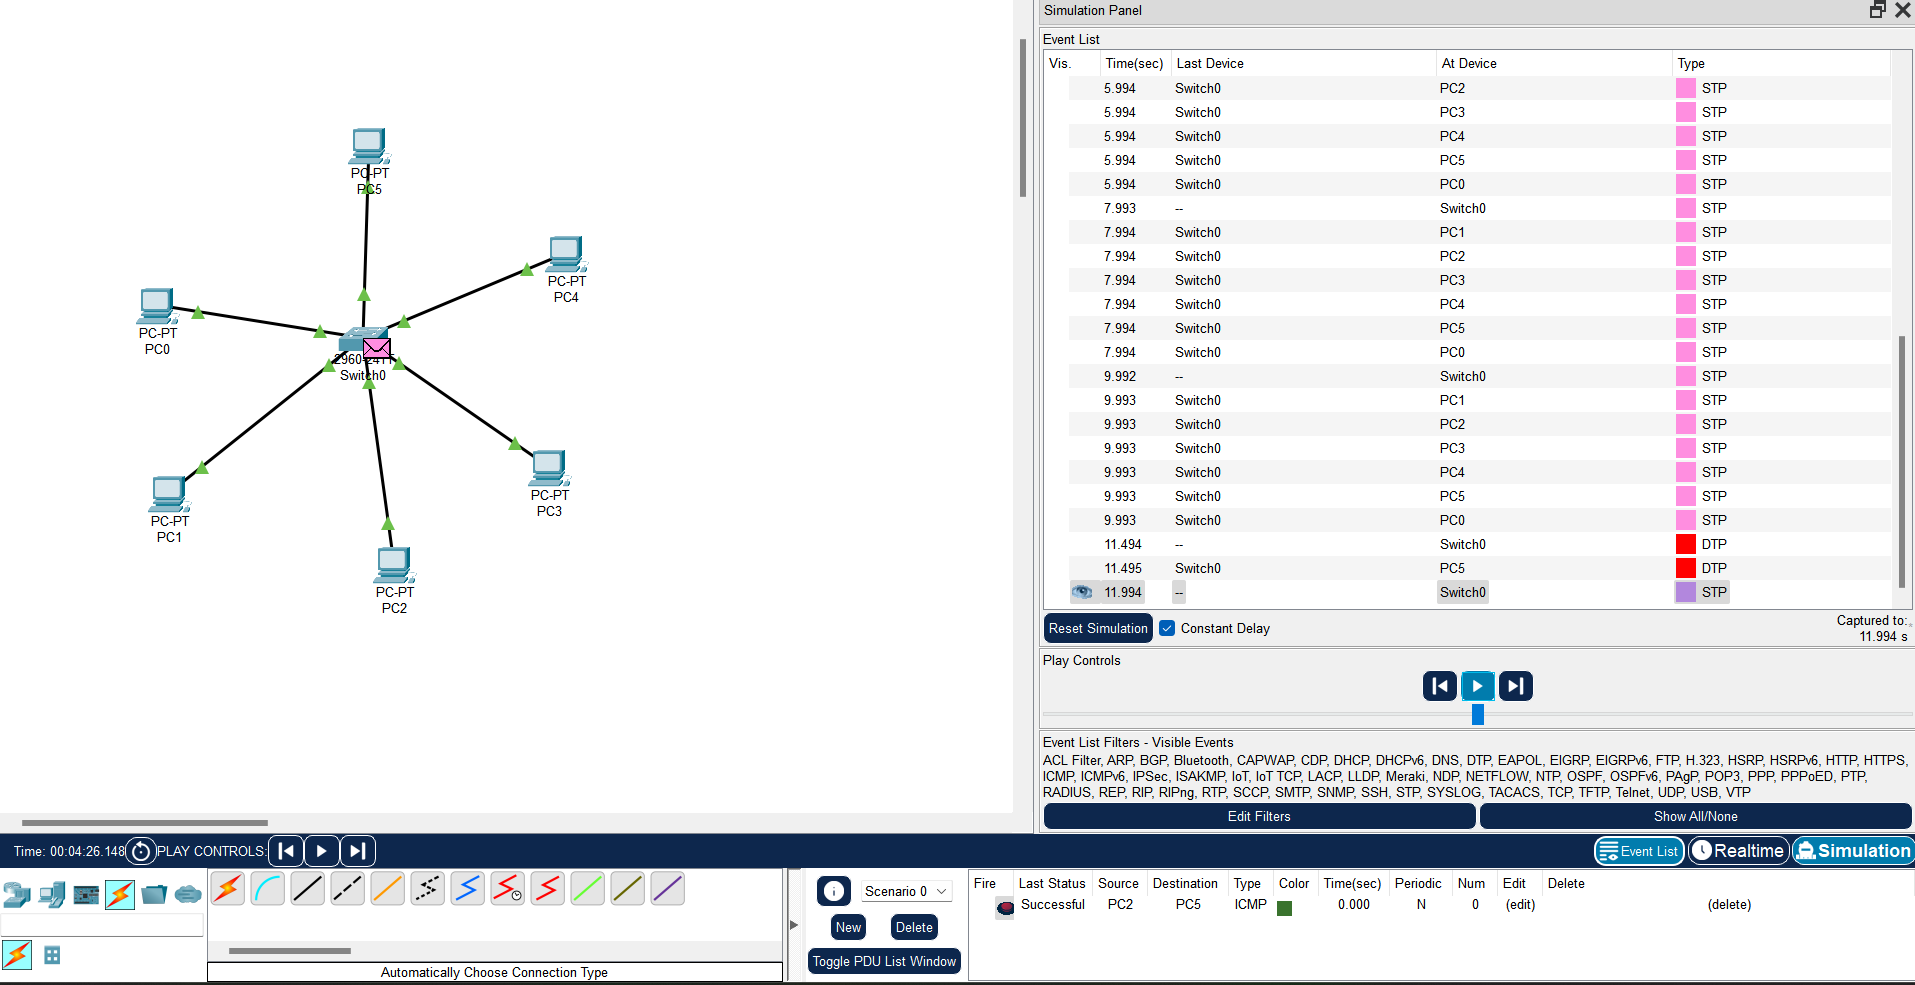 Simulation Panel
Event List
Vis. Time(sec) Last Device At Device Type
5.994 Switch0 PC2 STP
5.994 Switch0 PC3 STP
5.994 Switch0 PC4 STP
5.994 Switch0 PC5 STP
5.994 Switch0 PC0 STP
7.993 -- Switch0 STP
7.994 Switch0 PC1 STP
7.994 Switch0 PC2 STP
7.994 Switch0 PC3 STP
7.994 Switch0 PC4 STP
7.994 Switch0 PC5 STP
7.994 Switch0 PC0 STP
9.992 -- Switch0 STP
9.993 Switch0 PC1 STP
9.993 Switch0 PC2 STP
9.993 Switch0 PC3 STP
9.993 Switch0 PC4 STP
9.993 Switch0 PC5 STP
9.993 Switch0 PC0 STP
11.494 -- Switch0 DTP
11.495 Switch0 PC5 DTP
11.994 -- Switch0 STP
Reset Simulation Constant Delay
Captured to:
11.994 s
Play Controls
Event List Filters - Visible Events
ACL Filter, ARP, BGP, Bluetooth, CAPWAP, CDP, DHCP, DHCPv6, DNS, DTP, EAPOL, EIGRP, EIGRPv6, FTP, H.323, HSRP, HSRPv6, HTTP, HTTPS,
ICMP, ICMPv6, IPSec, ISAKMP, IoT, IoT TCP, LACP, LLDP, Meraki, NDP, NETFLOW, NTP, OSPF, OSPFv6, PAgP, POP3, PPP, PPPoED, PTP,
RADIUS, REP, RIP, RIPng, RTP, SCCP, SMTP, SNMP, SSH, STP, SYSLOG, TACACS, TCP, TFTP, Telnet, UDP, USB, VTP
Edit Filters Show All/None
PC-PT
PC5
PC-PT
PC4
PC-PT
PC0
2960-24TT
Switch0
PC-PT
PC3
PC-PT
PC1
PC-PT
PC2
Time: 00:04:26.148 PLAY CONTROLS: Event List Realtime Simulation
Automatically Choose Connection Type
Scenario 0
New Delete
Toggle PDU List Window
Fire Last Status Source Destination Type Color Time(sec) Periodic Num Edit Delete
Successful PC2 PC5 ICMP 0.000 N 0 (edit) (delete)